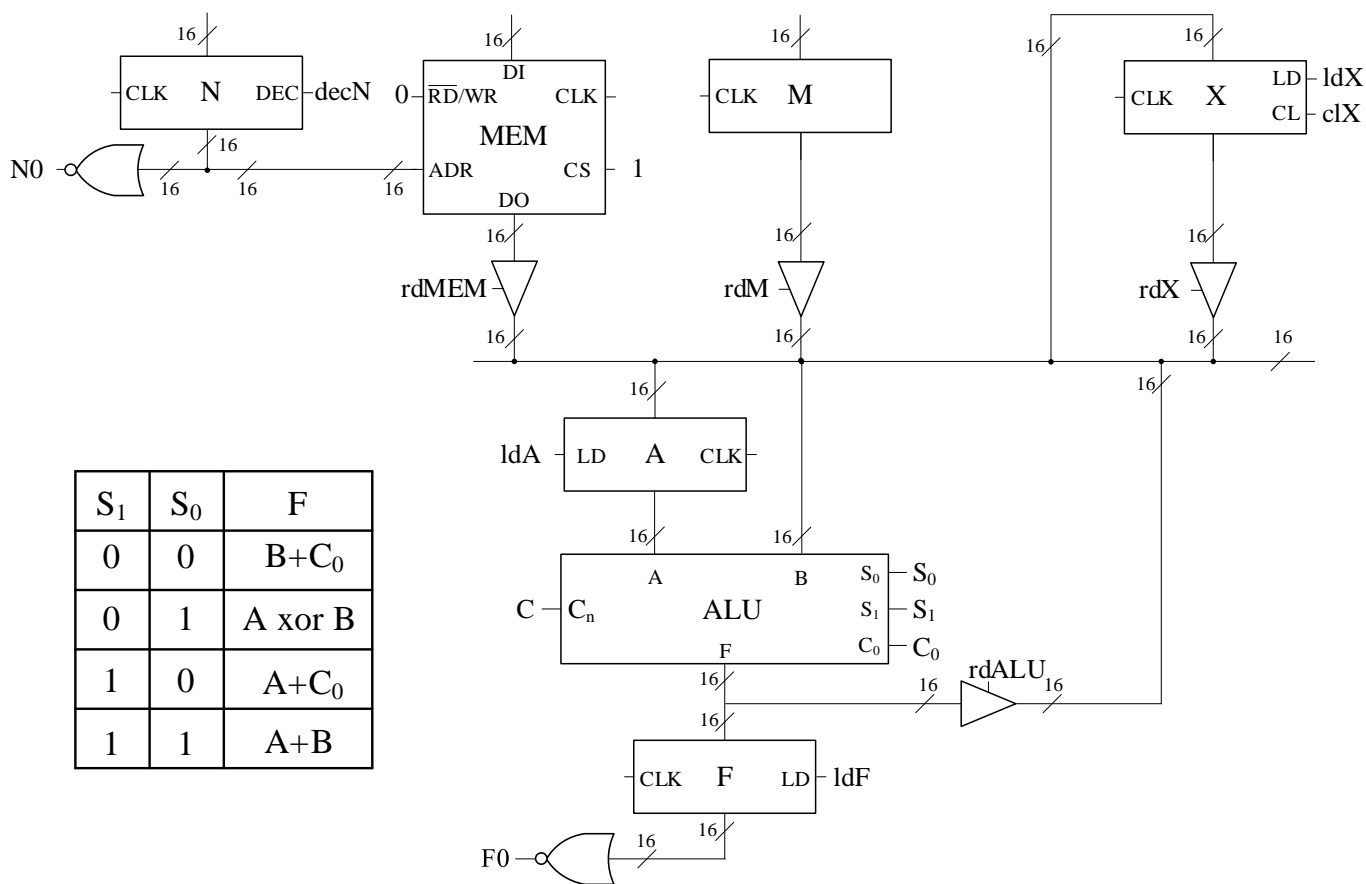 16
16
16
16
16
CLK N DEC decN
0 RD/WR DI CLK
MEM
ADR CS 1
DO
CLK M
CLK X LD ldX
CL clX
N0
16
16
16
16
16
16
16
rdMEM
rdM
rdX
16
16
16
16
16
16
ldA LD A CLK
16
16
A B S0 S0
C Cn ALU S1 S1
F C0 C0
16
16
16
rdALU
16
CLK F LD ldF
16
16
F0
S1 S0 F
0 0 B+C0
0 1 A xor B
1 0 A+C0
1 1 A+B